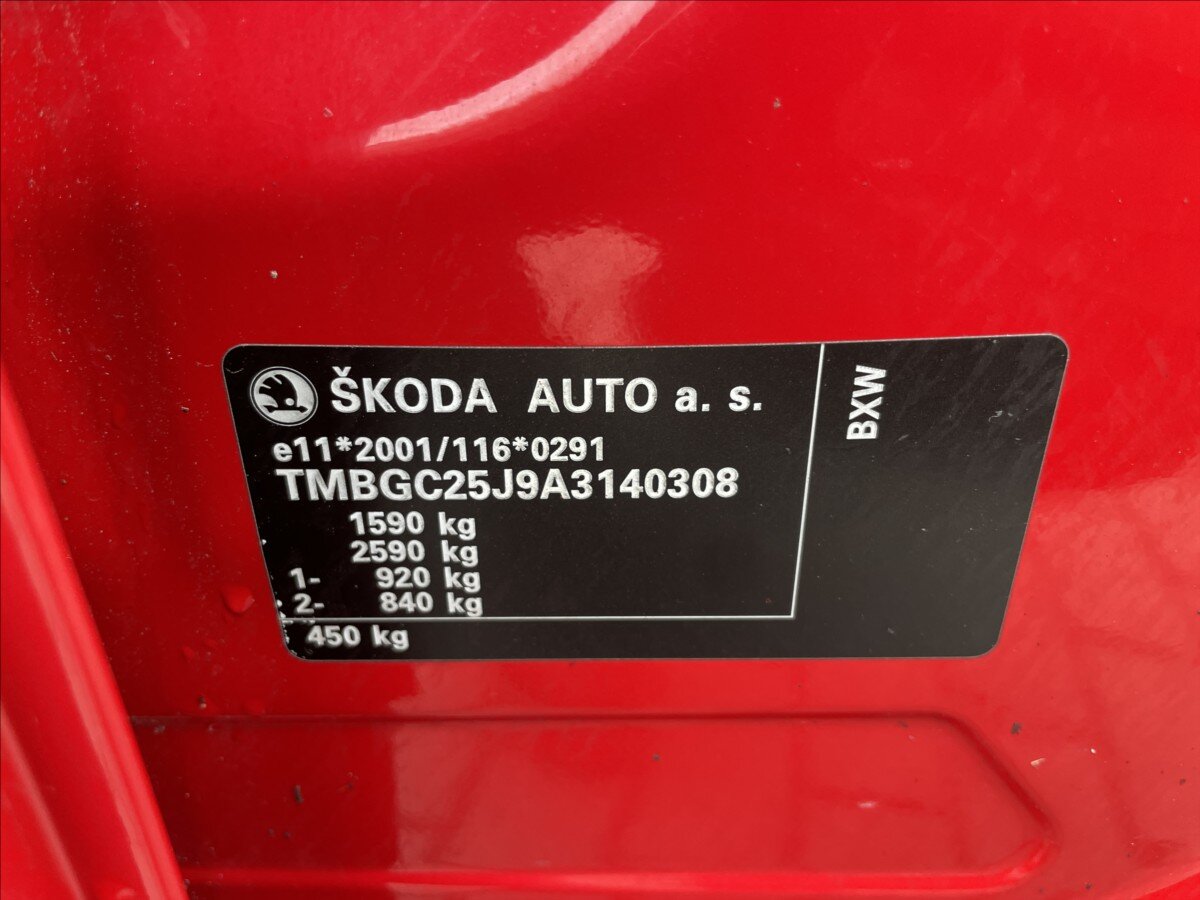 ŠKODA AUTO a. s.
e11*2001/116*0291
TMBGC25J9A3140308
1590 kg
2590 kg
1- 920 kg
2- 840 kg
450 kg
BXW